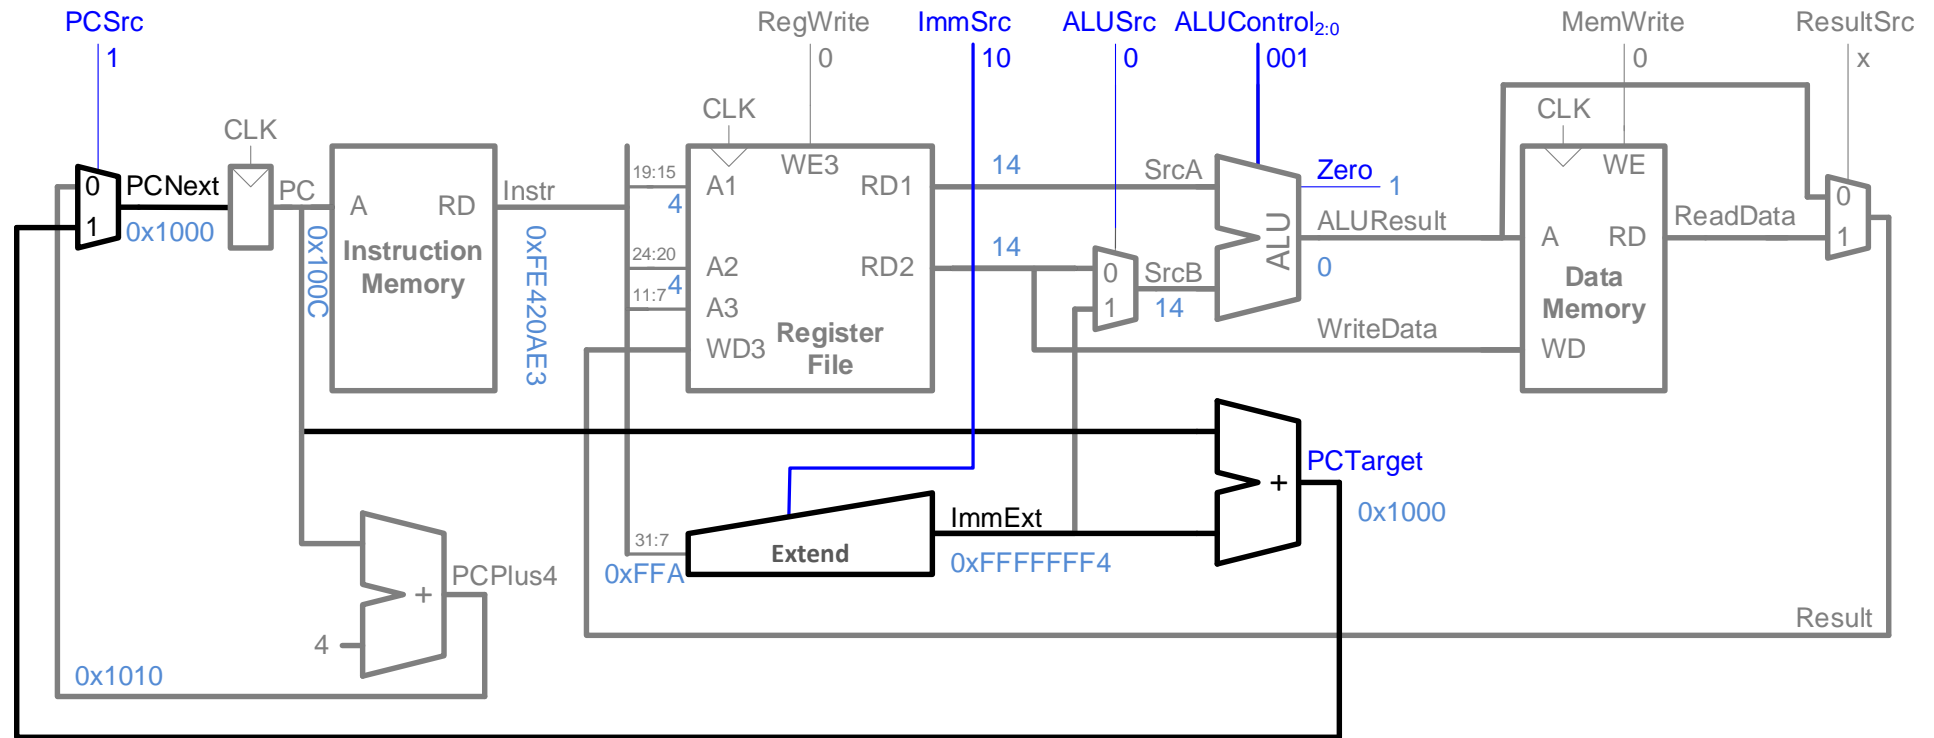 PCSrc
1
RegWrite
0
ImmSrc
10
ALUSrc
0
ALUControl2:0
001
MemWrite
0
ResultSrc
x
CLK
CLK
CLK
0
1
PCNext
0x1000
PC
0x100C
A
RD
Instruction
Memory
Instr
0xFE420AE3
19:15
4
24:20
4
11:7
A1
A2
A3
WD3
WE3
RD1
RD2
Register
File
14
14
SrcA
0
1
SrcB
14
ALU
Zero
1
ALUResult
0
WriteData
WE
A
RD
Data
Memory
WD
ReadData
0
1
31:7
0xFFA
Extend
ImmExt
0xFFFFFFF4
+
PCTarget
0x1000
PCPlus4
+
4
0x1010
Result